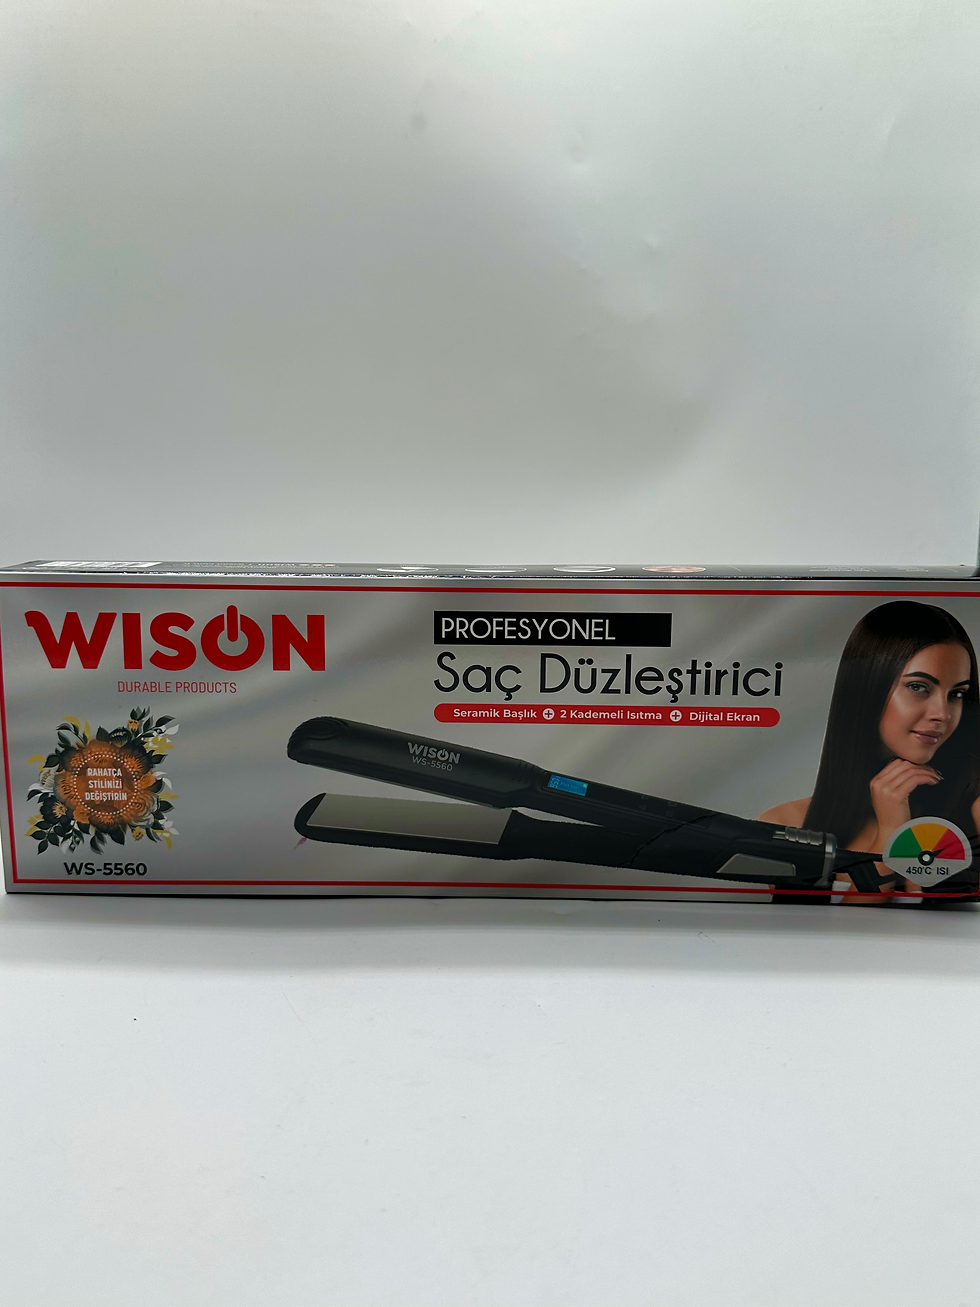 WISON
DURABLE PRODUCTS
PROFESYONEL
Saç Düzleştirici
Seramik Başlık + 2 Kademeli Isıtma + Dijital Ekran
RAHATÇA
STİLİNİZİ
DEĞİŞTİRİN
WS-5560
WISON
WS-5560
450°C ISI